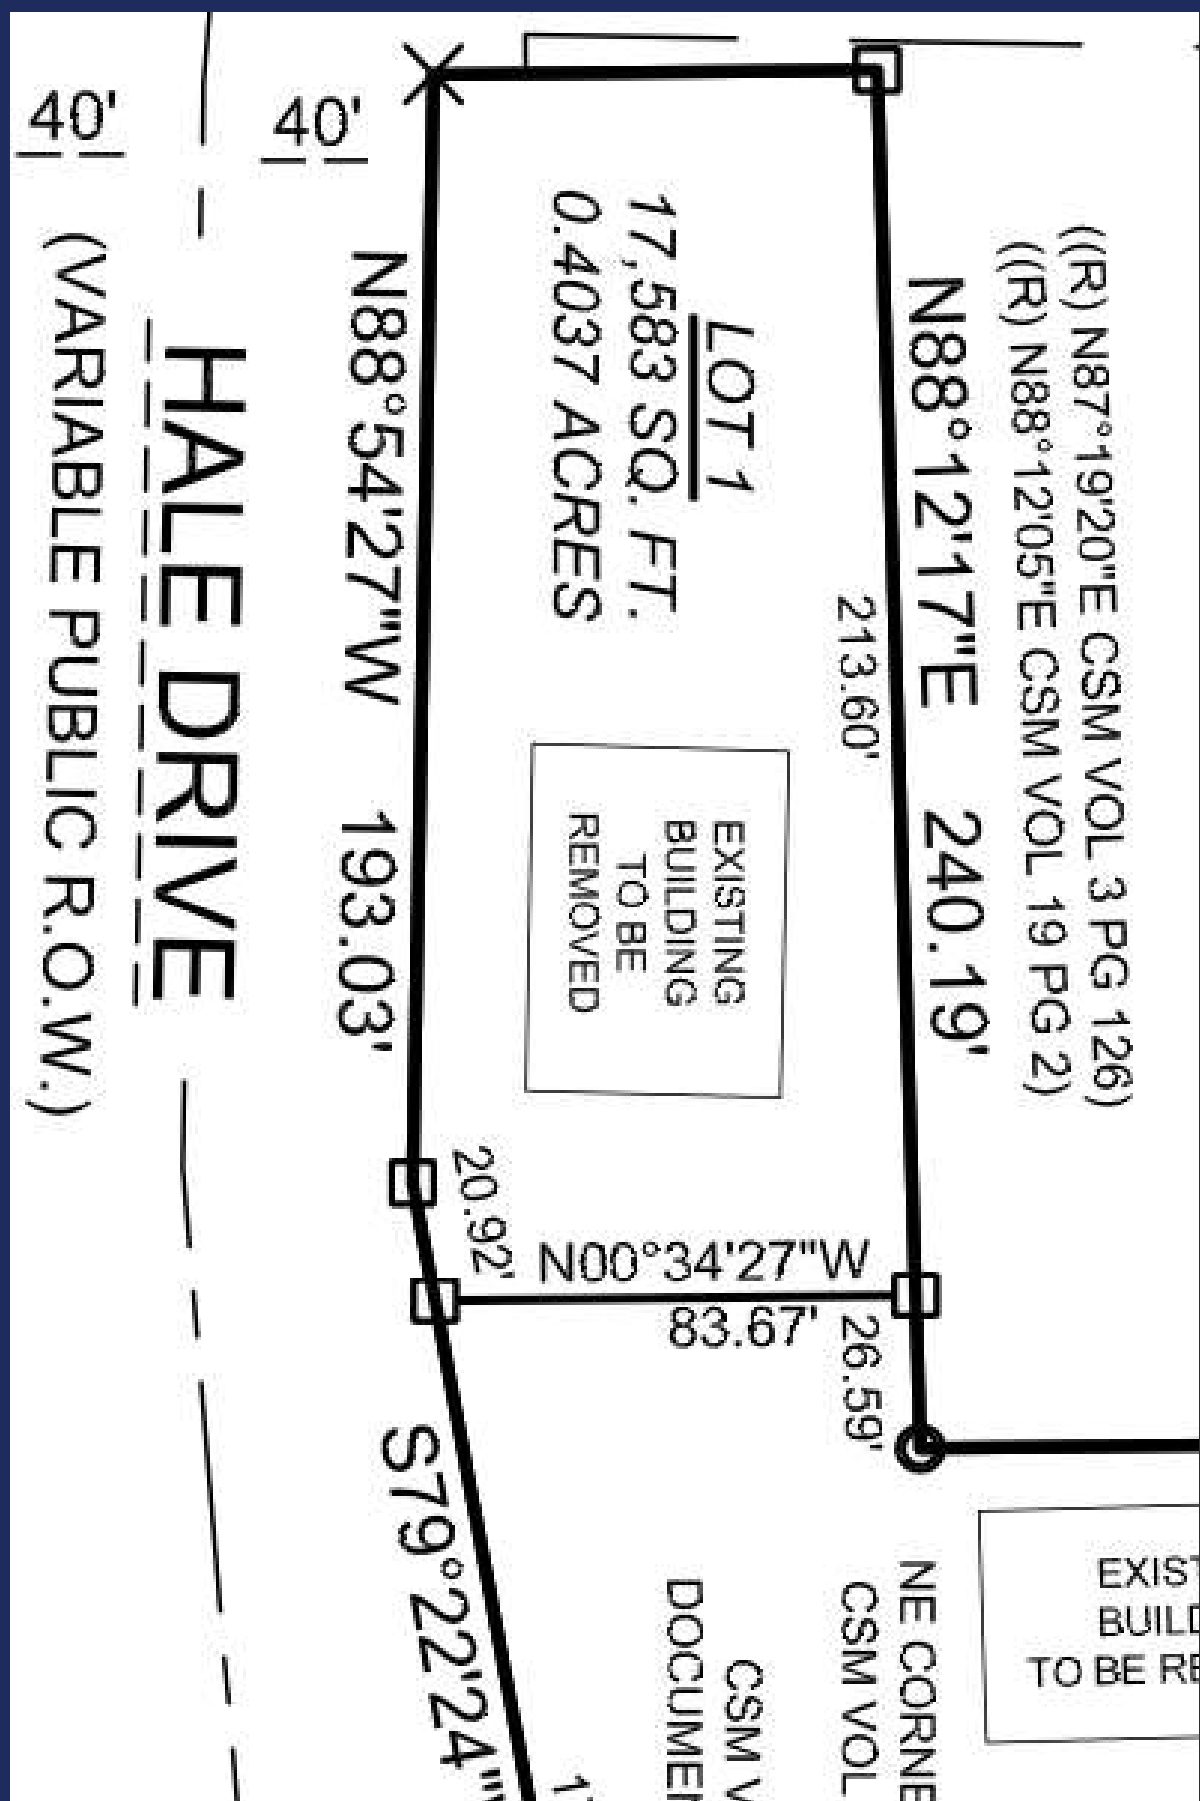 40'
40'
((R) N87°19'20"E CSM VOL 3 PG 126)
((R) N88°12'05"E CSM VOL 19 PG 2)
N88°12'17"E 240.19'
213.60'
LOT 1
17,583 SQ. FT.
0.4037 ACRES
EXISTING
BUILDING
TO BE
REMOVED
N88°54'27"W 193.03'
HALE DRIVE
(VARIABLE PUBLIC R.O.W.)
20.92'
N00°34'27"W
83.67'
26.59'
S79°22'24"
NE CORNE
CSM VOL
CSM V
DOCUMEN
EXIST
BUILD
TO BE RE